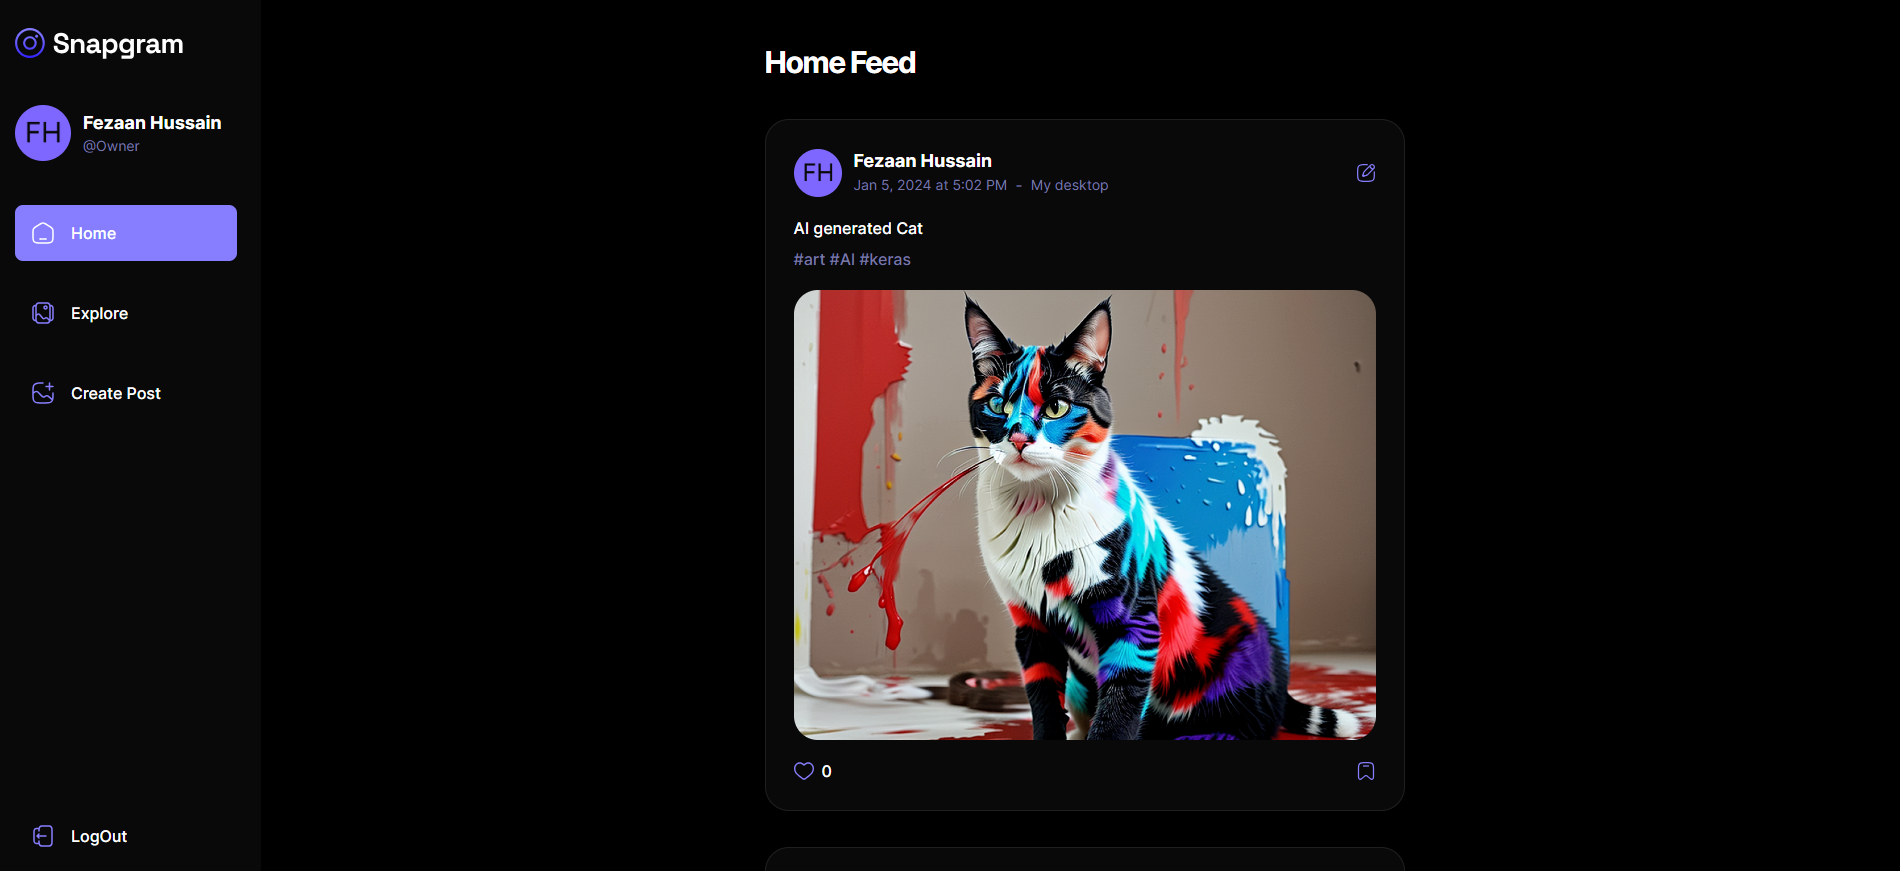 Snapgram
FH
Fezaan Hussain
@Owner
Home
Explore
Create Post
LogOut
Home Feed
FH
Fezaan Hussain
Jan 5, 2024 at 5:02 PM - My desktop
AI generated Cat
#art #AI #keras
0